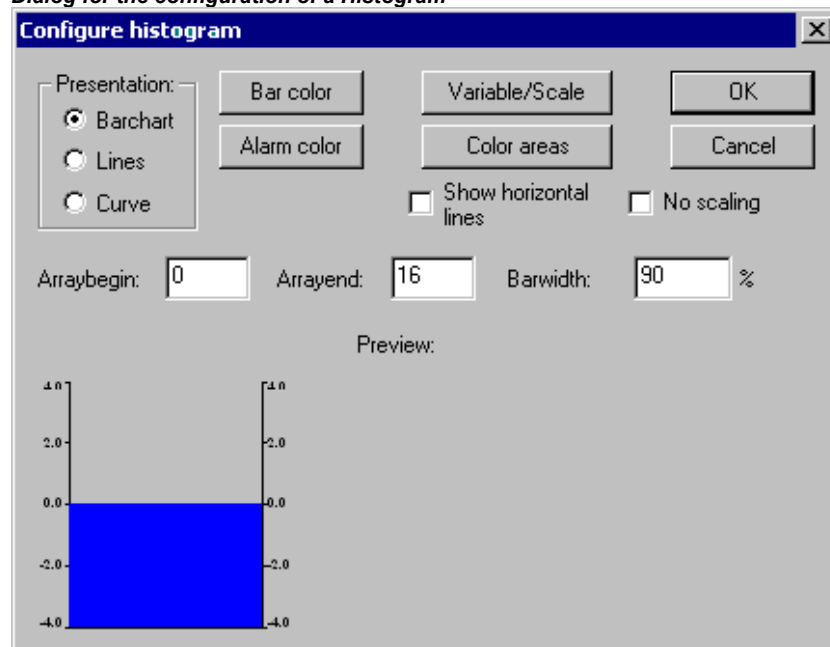 Dialog for the configuration of a Histogram
Configure histogram
Presentation:
Barchart
Lines
Curve
Bar color
Alarm color
Variable/Scale
Color areas
OK
Cancel
Show horizontal
lines
No scaling
Arraybegin: 0 Arrayend: 16 Barwidth: 90 %
Preview:
4.0 4.0
2.0 2.0
0.0 0.0
-2.0 -2.0
-4.0 -4.0